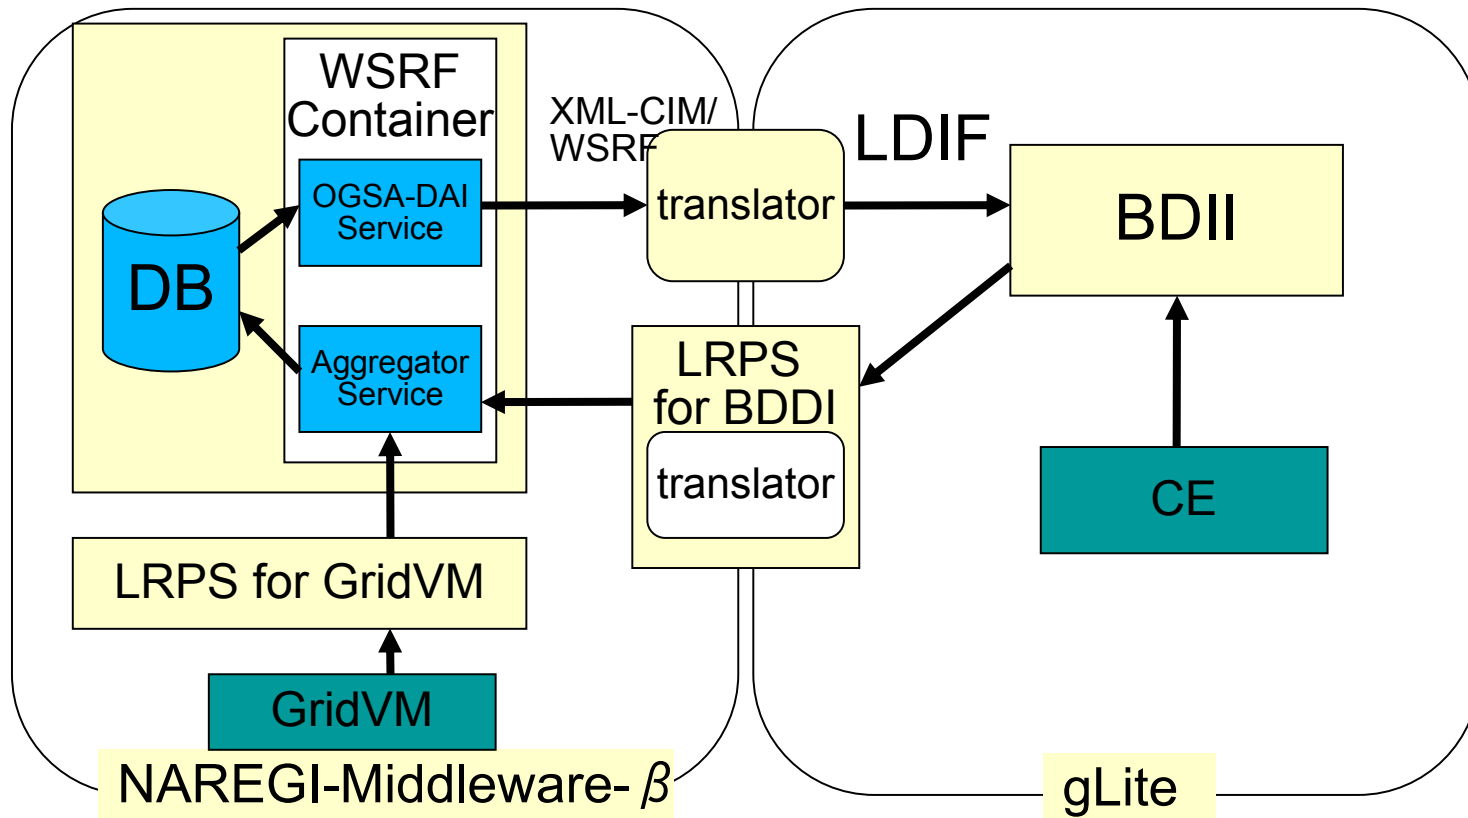 WSRF
Container
XML-CIM/
WSRF
LDIF
OGSA-DAI
Service
translator
BDII
DB
Aggregator
Service
LRPS
for BDDI
translator
CE
LRPS for GridVM
GridVM
NAREGI-Middleware-β
gLite